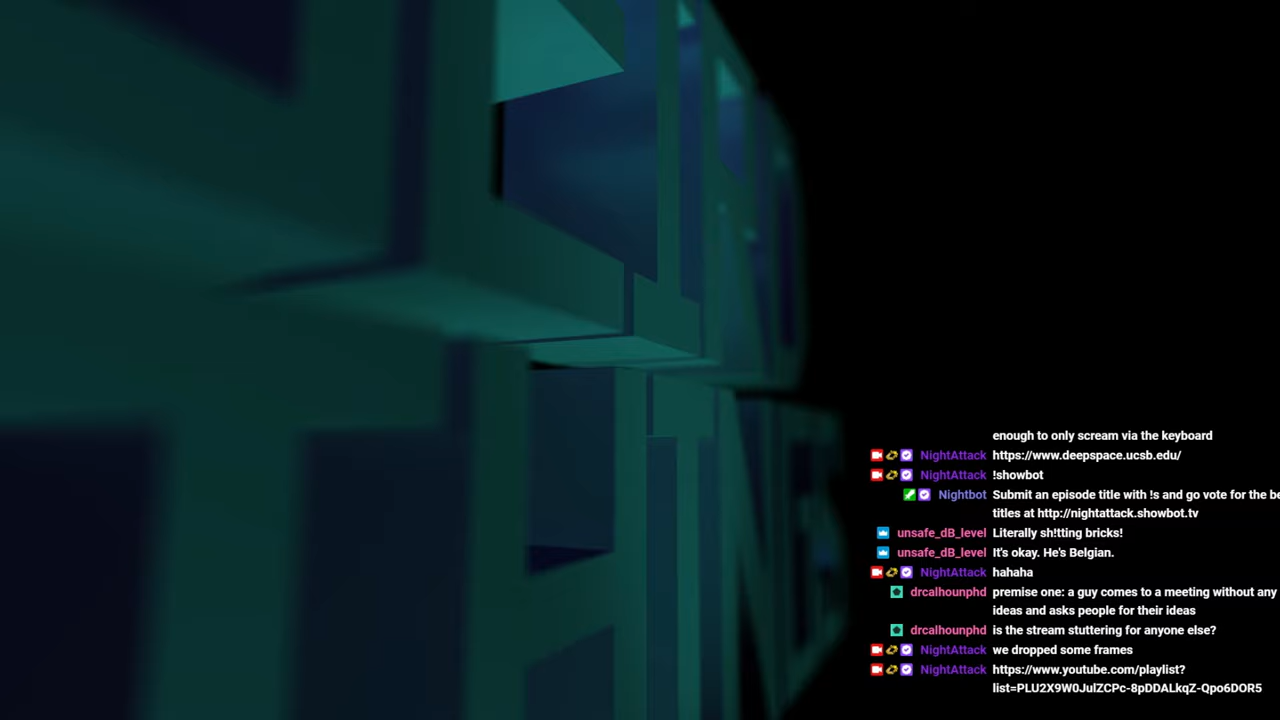 enough to only scream via the keyboard
NightAttack https://www.deepspace.ucsb.edu/
NightAttack !showbot
Nightbot Submit an episode title with !s and go vote for the be
titles at http://nightattack.showbot.tv
unsafe_dB_level Literally sh!tting bricks!
unsafe_dB_level It's okay. He's Belgian.
NightAttack hahaha
drcalhounphd premise one: a guy comes to a meeting without any
ideas and asks people for their ideas
drcalhounphd is the stream stuttering for anyone else?
NightAttack we dropped some frames
NightAttack https://www.youtube.com/playlist?
list=PLU2X9W0JulZCPc-8pDDALkqZ-Qpo6DOR5